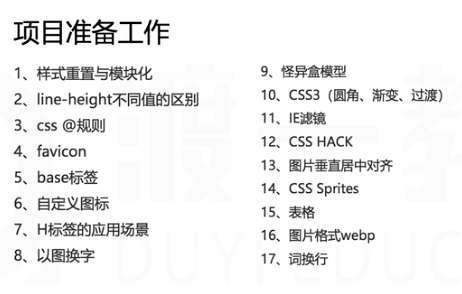 项目准备工作
1、样式重置与模块化
2、line-height不同值的区别
3、css @规则
4、favicon
5、base标签
6、自定义图标
7、H标签的应用场景
8、以图换字
9、怪异盒模型
10、CSS3（圆角、渐变、过渡）
11、IE滤镜
12、CSS HACK
13、图片垂直居中对齐
14、CSS Sprites
15、表格
16、图片格式webp
17、词换行